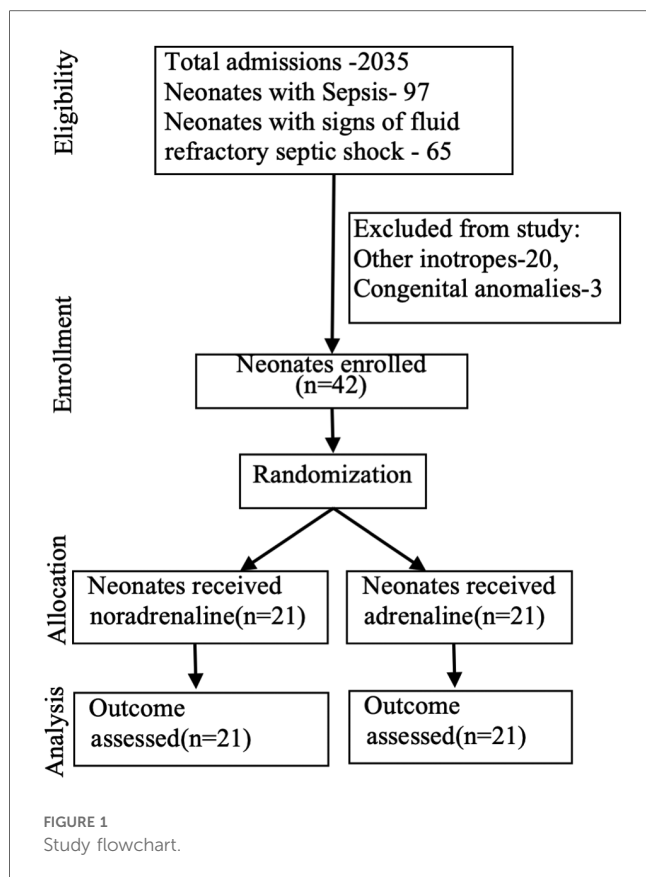 Eligibility
Total admissions -2035
Neonates with Sepsis- 97
Neonates with signs of fluid
refractory septic shock - 65
Excluded from study:
Other inotropes-20,
Congenital anomalies-3
Enrollment
Neonates enrolled
(n=42)
Randomization
Allocation
Neonates received
noradrenaline(n=21)
Neonates received
adrenaline(n=21)
Analysis
Outcome
assessed(n=21)
Outcome
assessed(n=21)
FIGURE 1
Study flowchart.